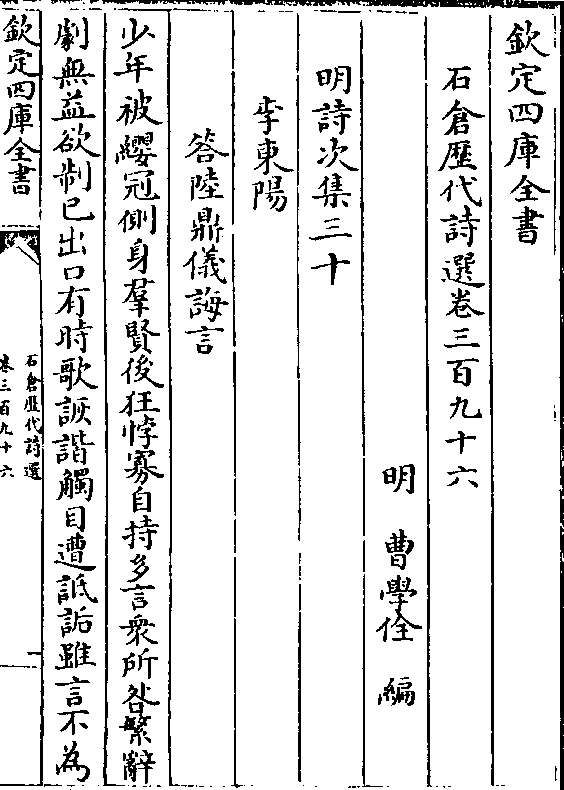 欽定四庫全書
石倉歴代詩選卷三百九十六
明 曹學佺 編
明詩次集三十
李東陽
答陸鼎儀誨言
少年被纓冠側身羣賢後狂悖寡自持多言衆所咎繁辭
劇無益欲制已出口有時歌詼諧觸目遭詆詬雖言不為
欽定四庫全書
石倉歴代詩選
卷三百九十六
一